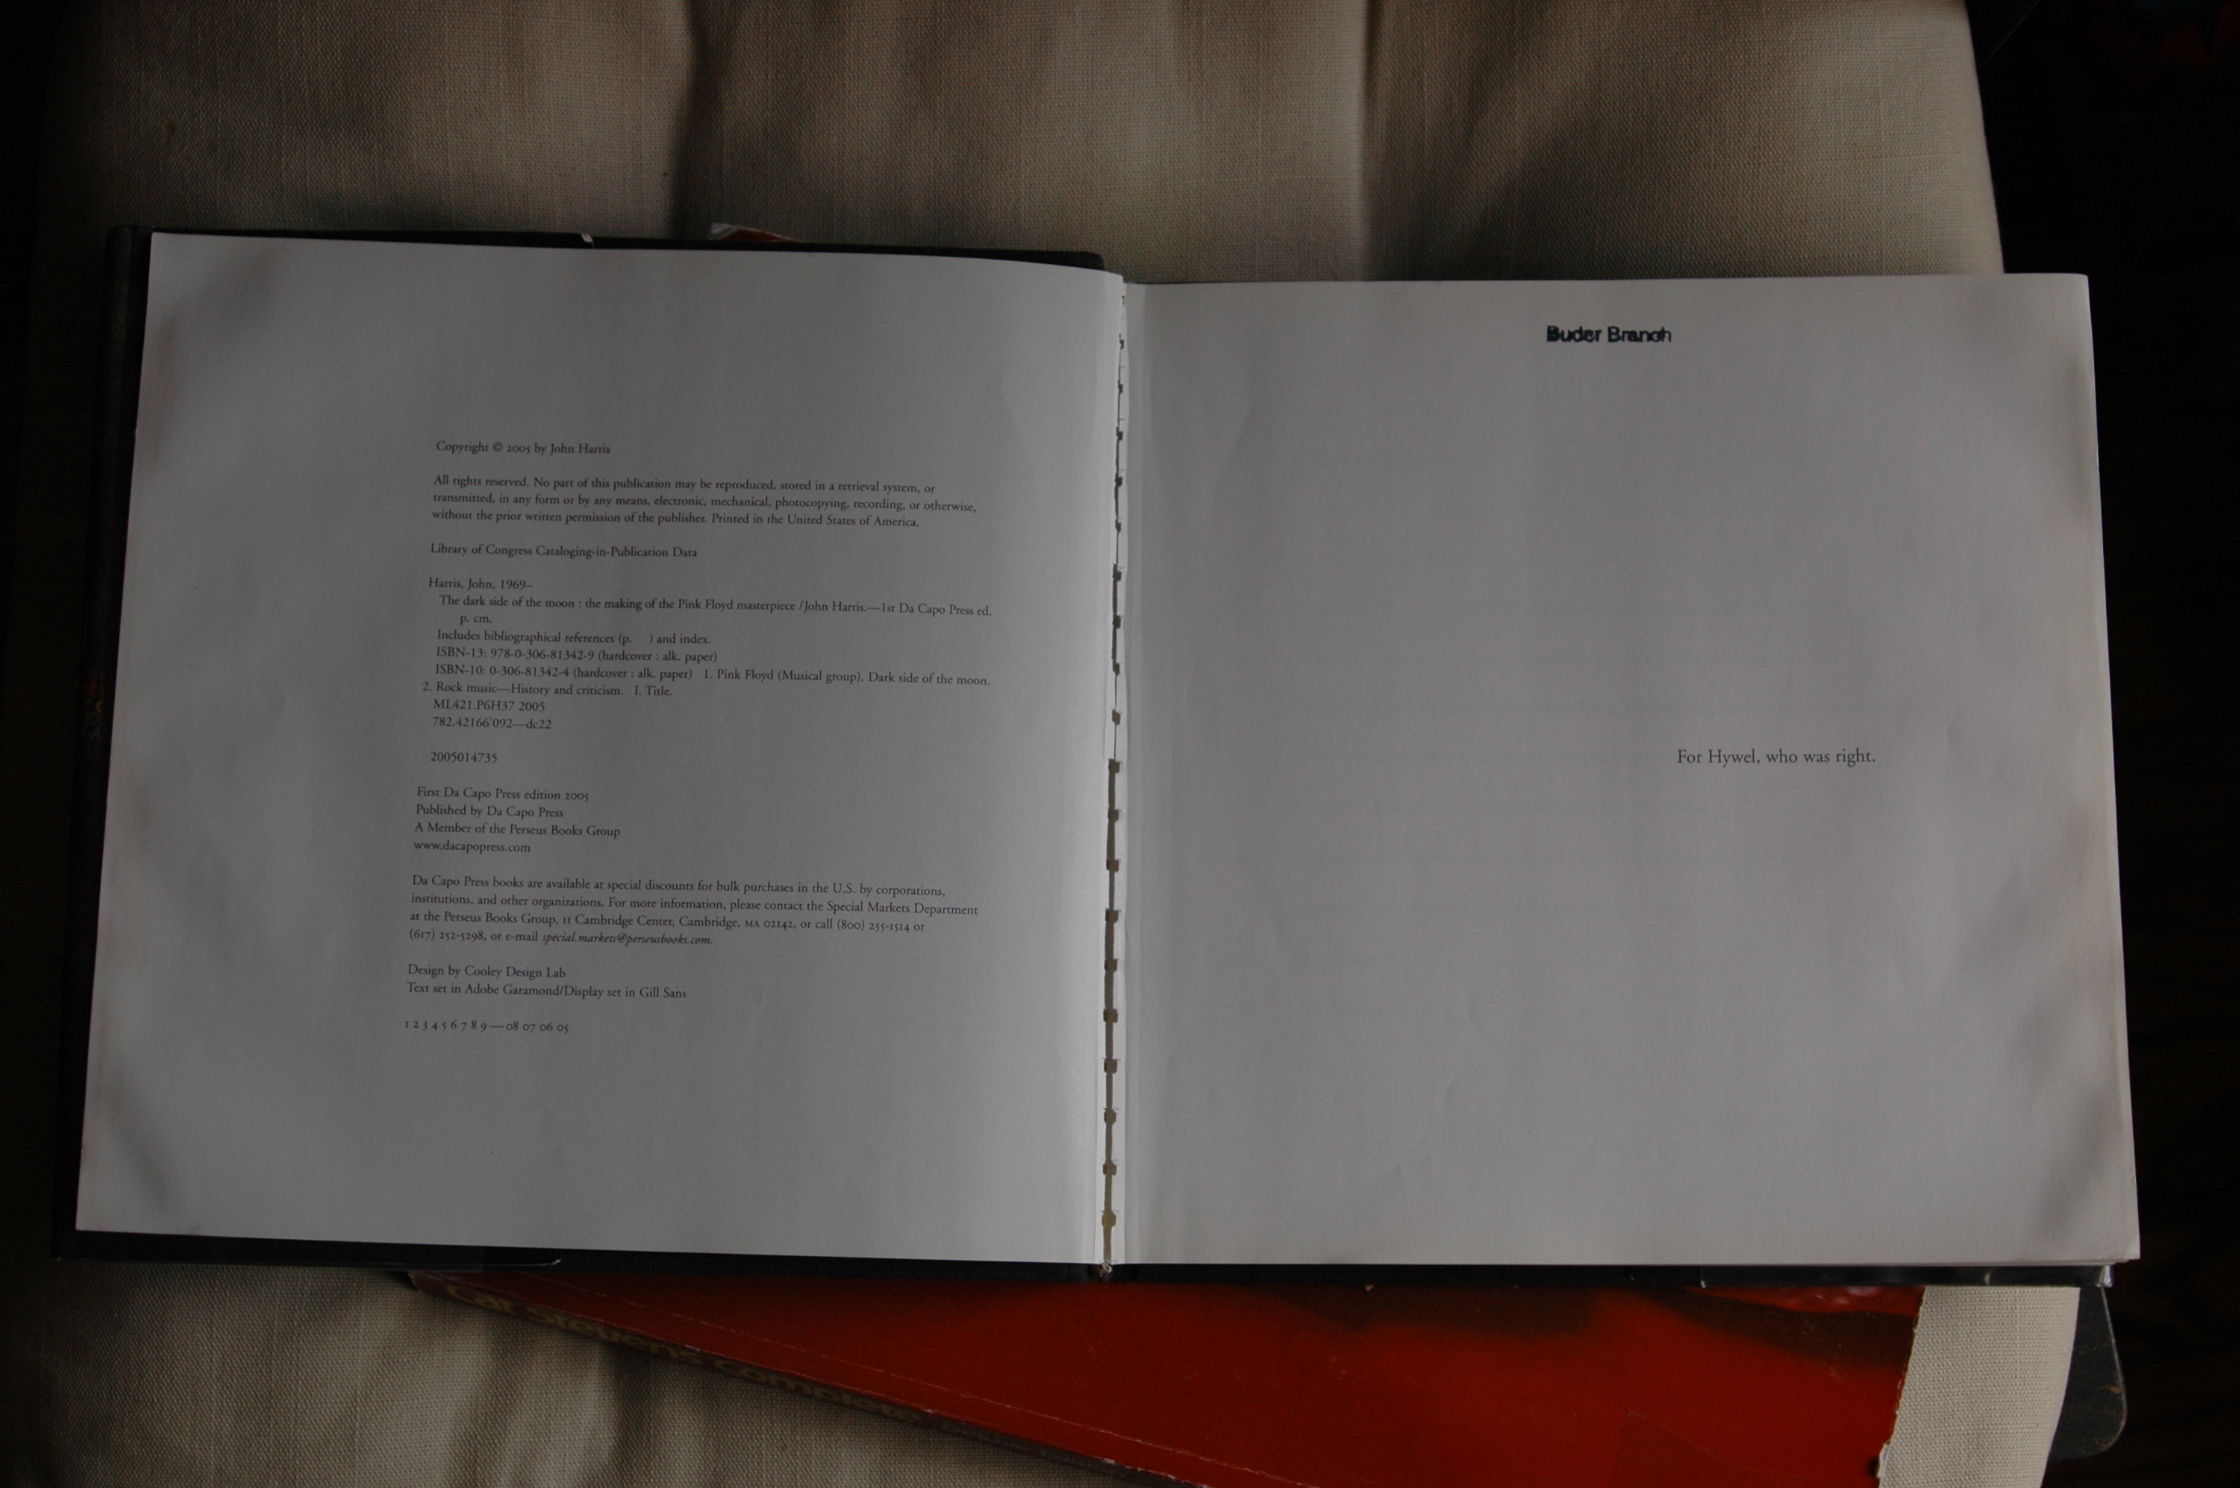 Copyright © 2005 by John Harris
All rights reserved. No part of this publication may be reproduced, stored in a retrieval system, or
transmitted, in any form or by any means, electronic, mechanical, photocopying, recording, or otherwise,
without the prior written permission of the publisher. Printed in the United States of America.
Library of Congress Cataloging-in-Publication Data
Harris, John, 1969–
The dark side of the moon : the making of the Pink Floyd masterpiece /John Harris.—1st Da Capo Press ed.
p. cm.
Includes bibliographical references (p. ) and index.
ISBN-13: 978-0-306-81342-9 (hardcover : alk. paper)
ISBN-10: 0-306-81342-4 (hardcover : alk. paper) 1. Pink Floyd (Musical group). Dark side of the moon.
2. Rock music—History and criticism. I. Title.
ML421.P6H37 2005
782.42166'092—dc22
2005014735
First Da Capo Press edition 2005
Published by Da Capo Press
A Member of the Perseus Books Group
www.dacapopress.com
Da Capo Press books are available at special discounts for bulk purchases in the U.S. by corporations,
institutions, and other organizations. For more information, please contact the Special Markets Department
at the Perseus Books Group, 11 Cambridge Center, Cambridge, MA 02142, or call (800) 255-1514 or
(617) 252-5298, or e-mail special.markets@perseusbooks.com.
Design by Cooley Design Lab
Text set in Adobe Garamond/Display set in Gill Sans
1 2 3 4 5 6 7 8 9 — 08 07 06 05
Buder Branch
For Hywel, who was right.
Cat Stevens complete